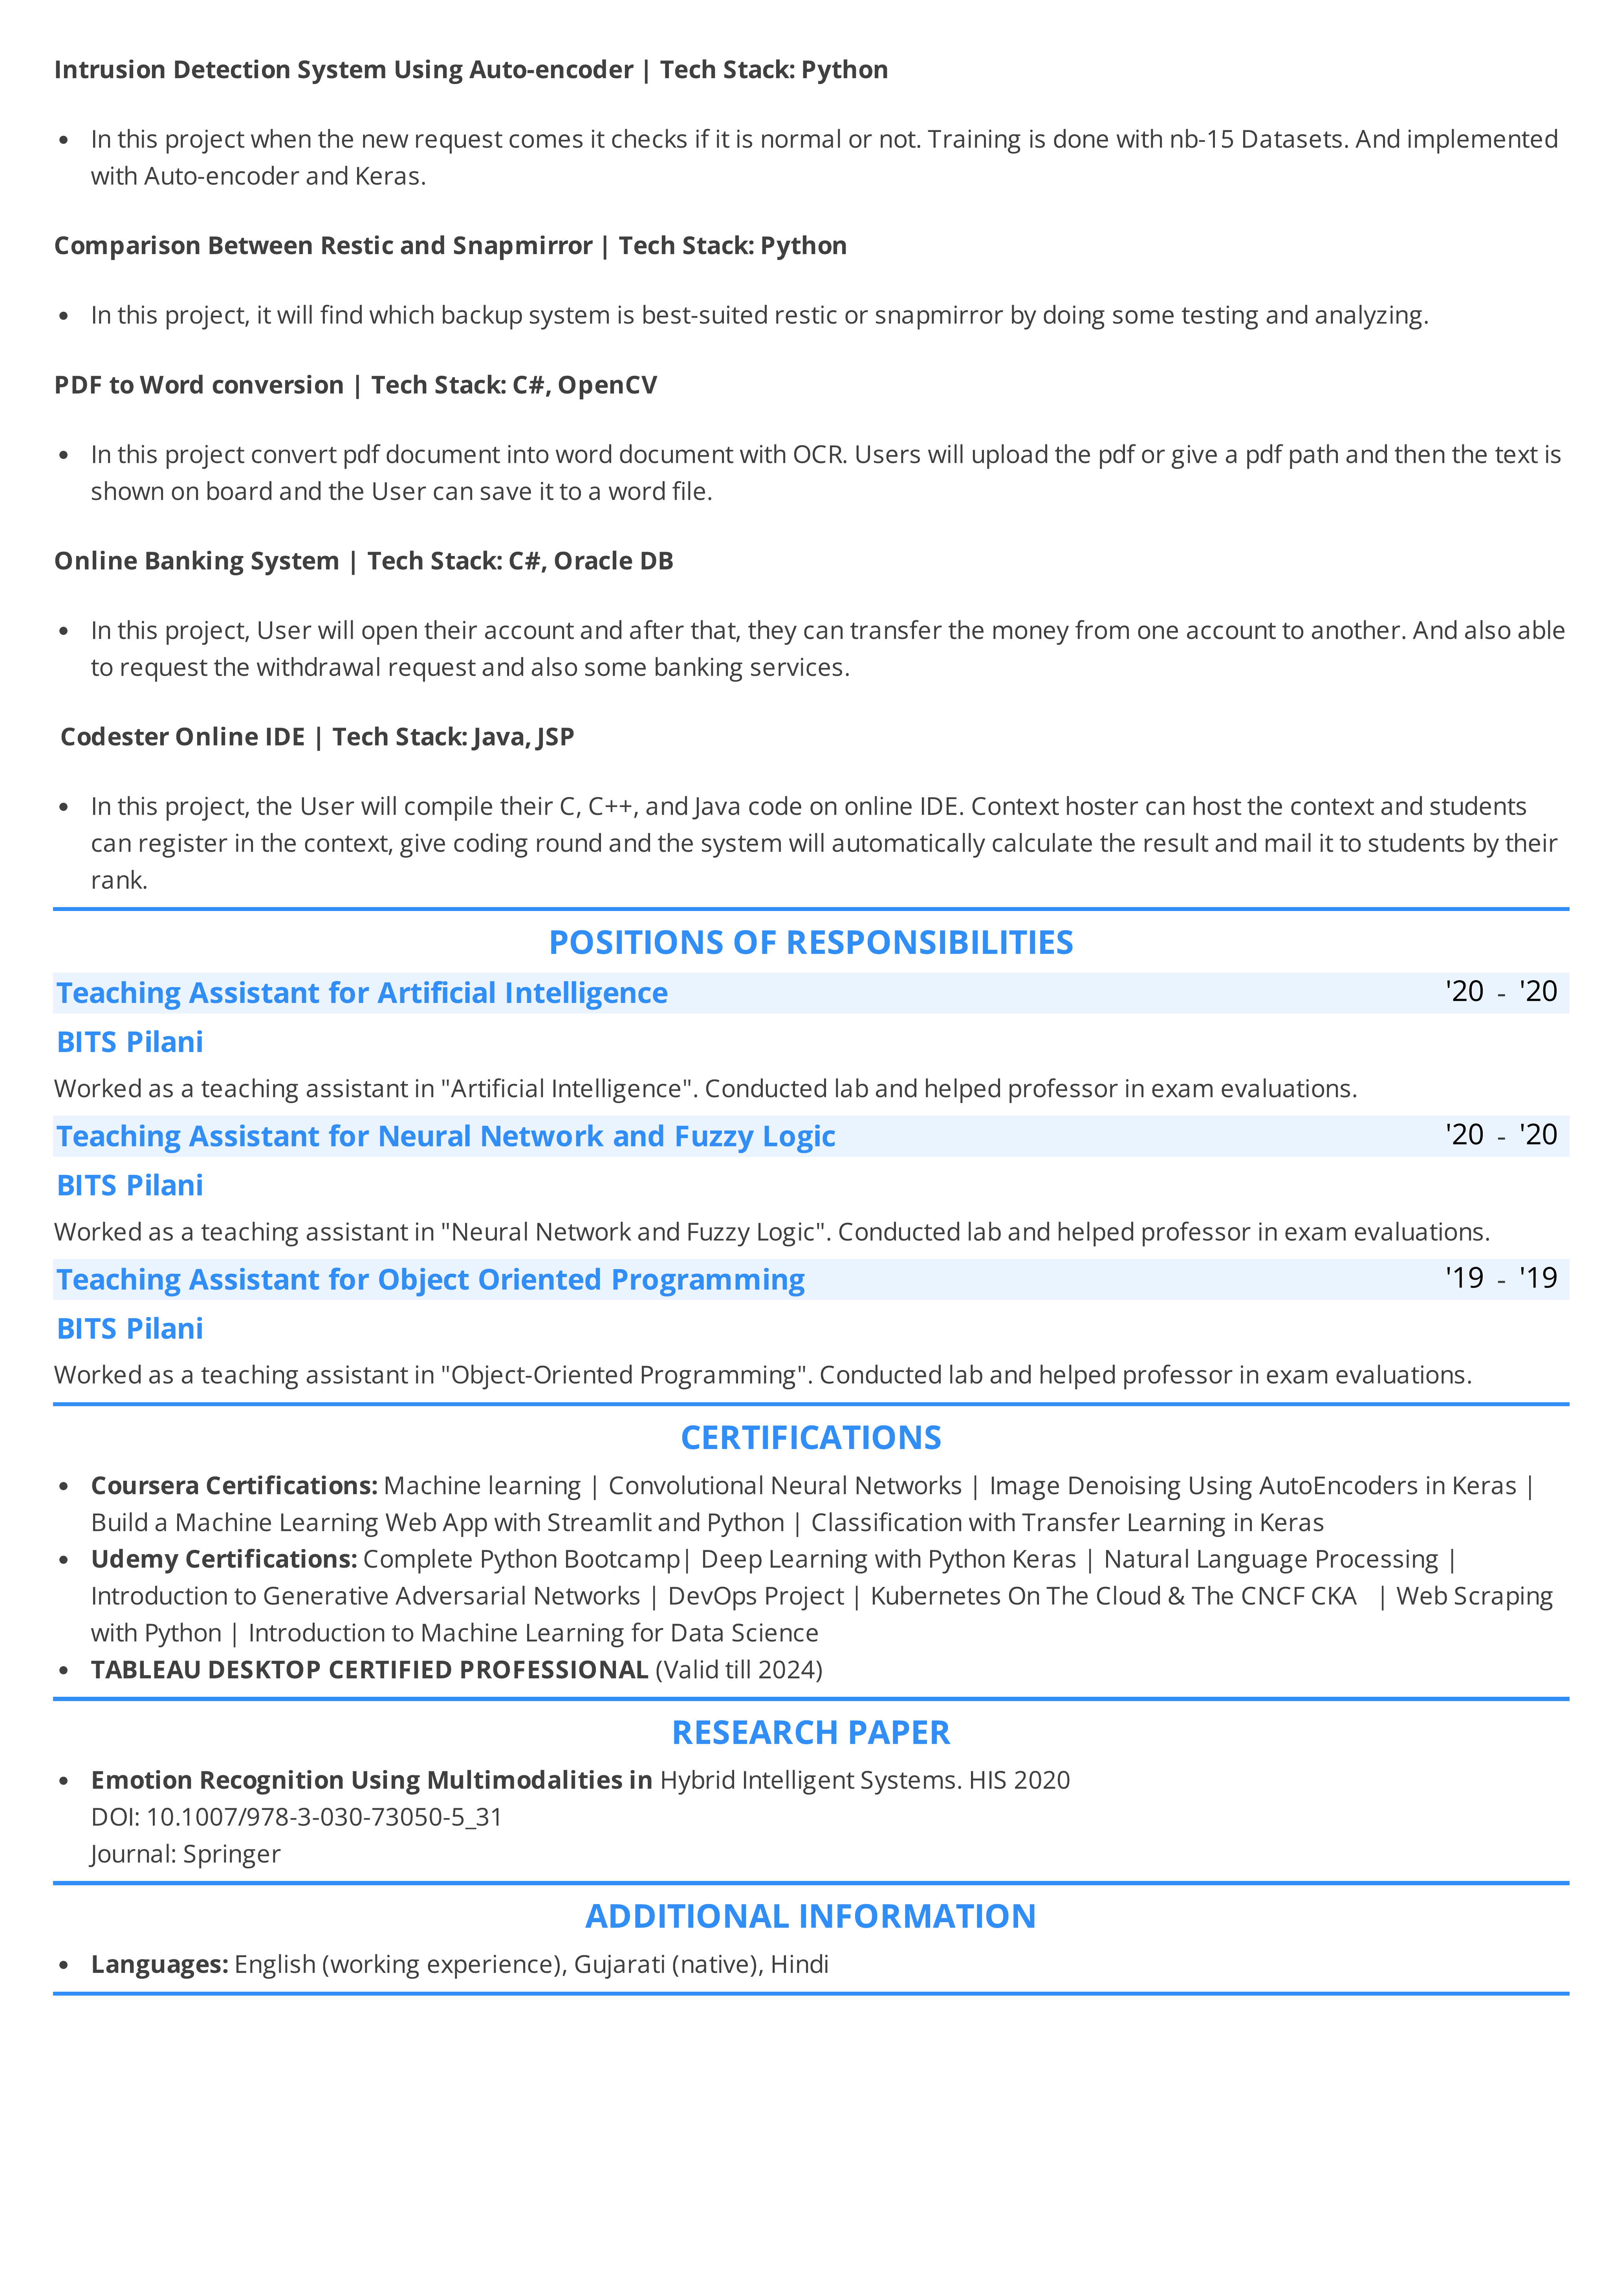 Intrusion Detection System Using Auto-encoder | Tech Stack: Python
• In this project when the new request comes it checks if it is normal or not. Training is done with nb-15 Datasets. And implemented
with Auto-encoder and Keras.
Comparison Between Restic and Snapmirror | Tech Stack: Python
• In this project, it will find which backup system is best-suited restic or snapmirror by doing some testing and analyzing.
PDF to Word conversion | Tech Stack: C#, OpenCV
• In this project convert pdf document into word document with OCR. Users will upload the pdf or give a pdf path and then the text is
shown on board and the User can save it to a word file.
Online Banking System | Tech Stack: C#, Oracle DB
• In this project, User will open their account and after that, they can transfer the money from one account to another. And also able
to request the withdrawal request and also some banking services.
Codester Online IDE | Tech Stack: Java, JSP
• In this project, the User will compile their C, C++, and Java code on online IDE. Context hoster can host the context and students
can register in the context, give coding round and the system will automatically calculate the result and mail it to students by their
rank.
POSITIONS OF RESPONSIBILITIES
Teaching Assistant for Artificial Intelligence '20 - '20
BITS Pilani
Worked as a teaching assistant in "Artificial Intelligence". Conducted lab and helped professor in exam evaluations.
Teaching Assistant for Neural Network and Fuzzy Logic '20 - '20
BITS Pilani
Worked as a teaching assistant in "Neural Network and Fuzzy Logic". Conducted lab and helped professor in exam evaluations.
Teaching Assistant for Object Oriented Programming '19 - '19
BITS Pilani
Worked as a teaching assistant in "Object-Oriented Programming". Conducted lab and helped professor in exam evaluations.
CERTIFICATIONS
• Coursera Certifications: Machine learning | Convolutional Neural Networks | Image Denoising Using AutoEncoders in Keras |
Build a Machine Learning Web App with Streamlit and Python | Classification with Transfer Learning in Keras
• Udemy Certifications: Complete Python Bootcamp| Deep Learning with Python Keras | Natural Language Processing |
Introduction to Generative Adversarial Networks | DevOps Project | Kubernetes On The Cloud & The CNCF CKA | Web Scraping
with Python | Introduction to Machine Learning for Data Science
• TABLEAU DESKTOP CERTIFIED PROFESSIONAL (Valid till 2024)
RESEARCH PAPER
• Emotion Recognition Using Multimodalities in Hybrid Intelligent Systems. HIS 2020
DOI: 10.1007/978-3-030-73050-5_31
Journal: Springer
ADDITIONAL INFORMATION
• Languages: English (working experience), Gujarati (native), Hindi